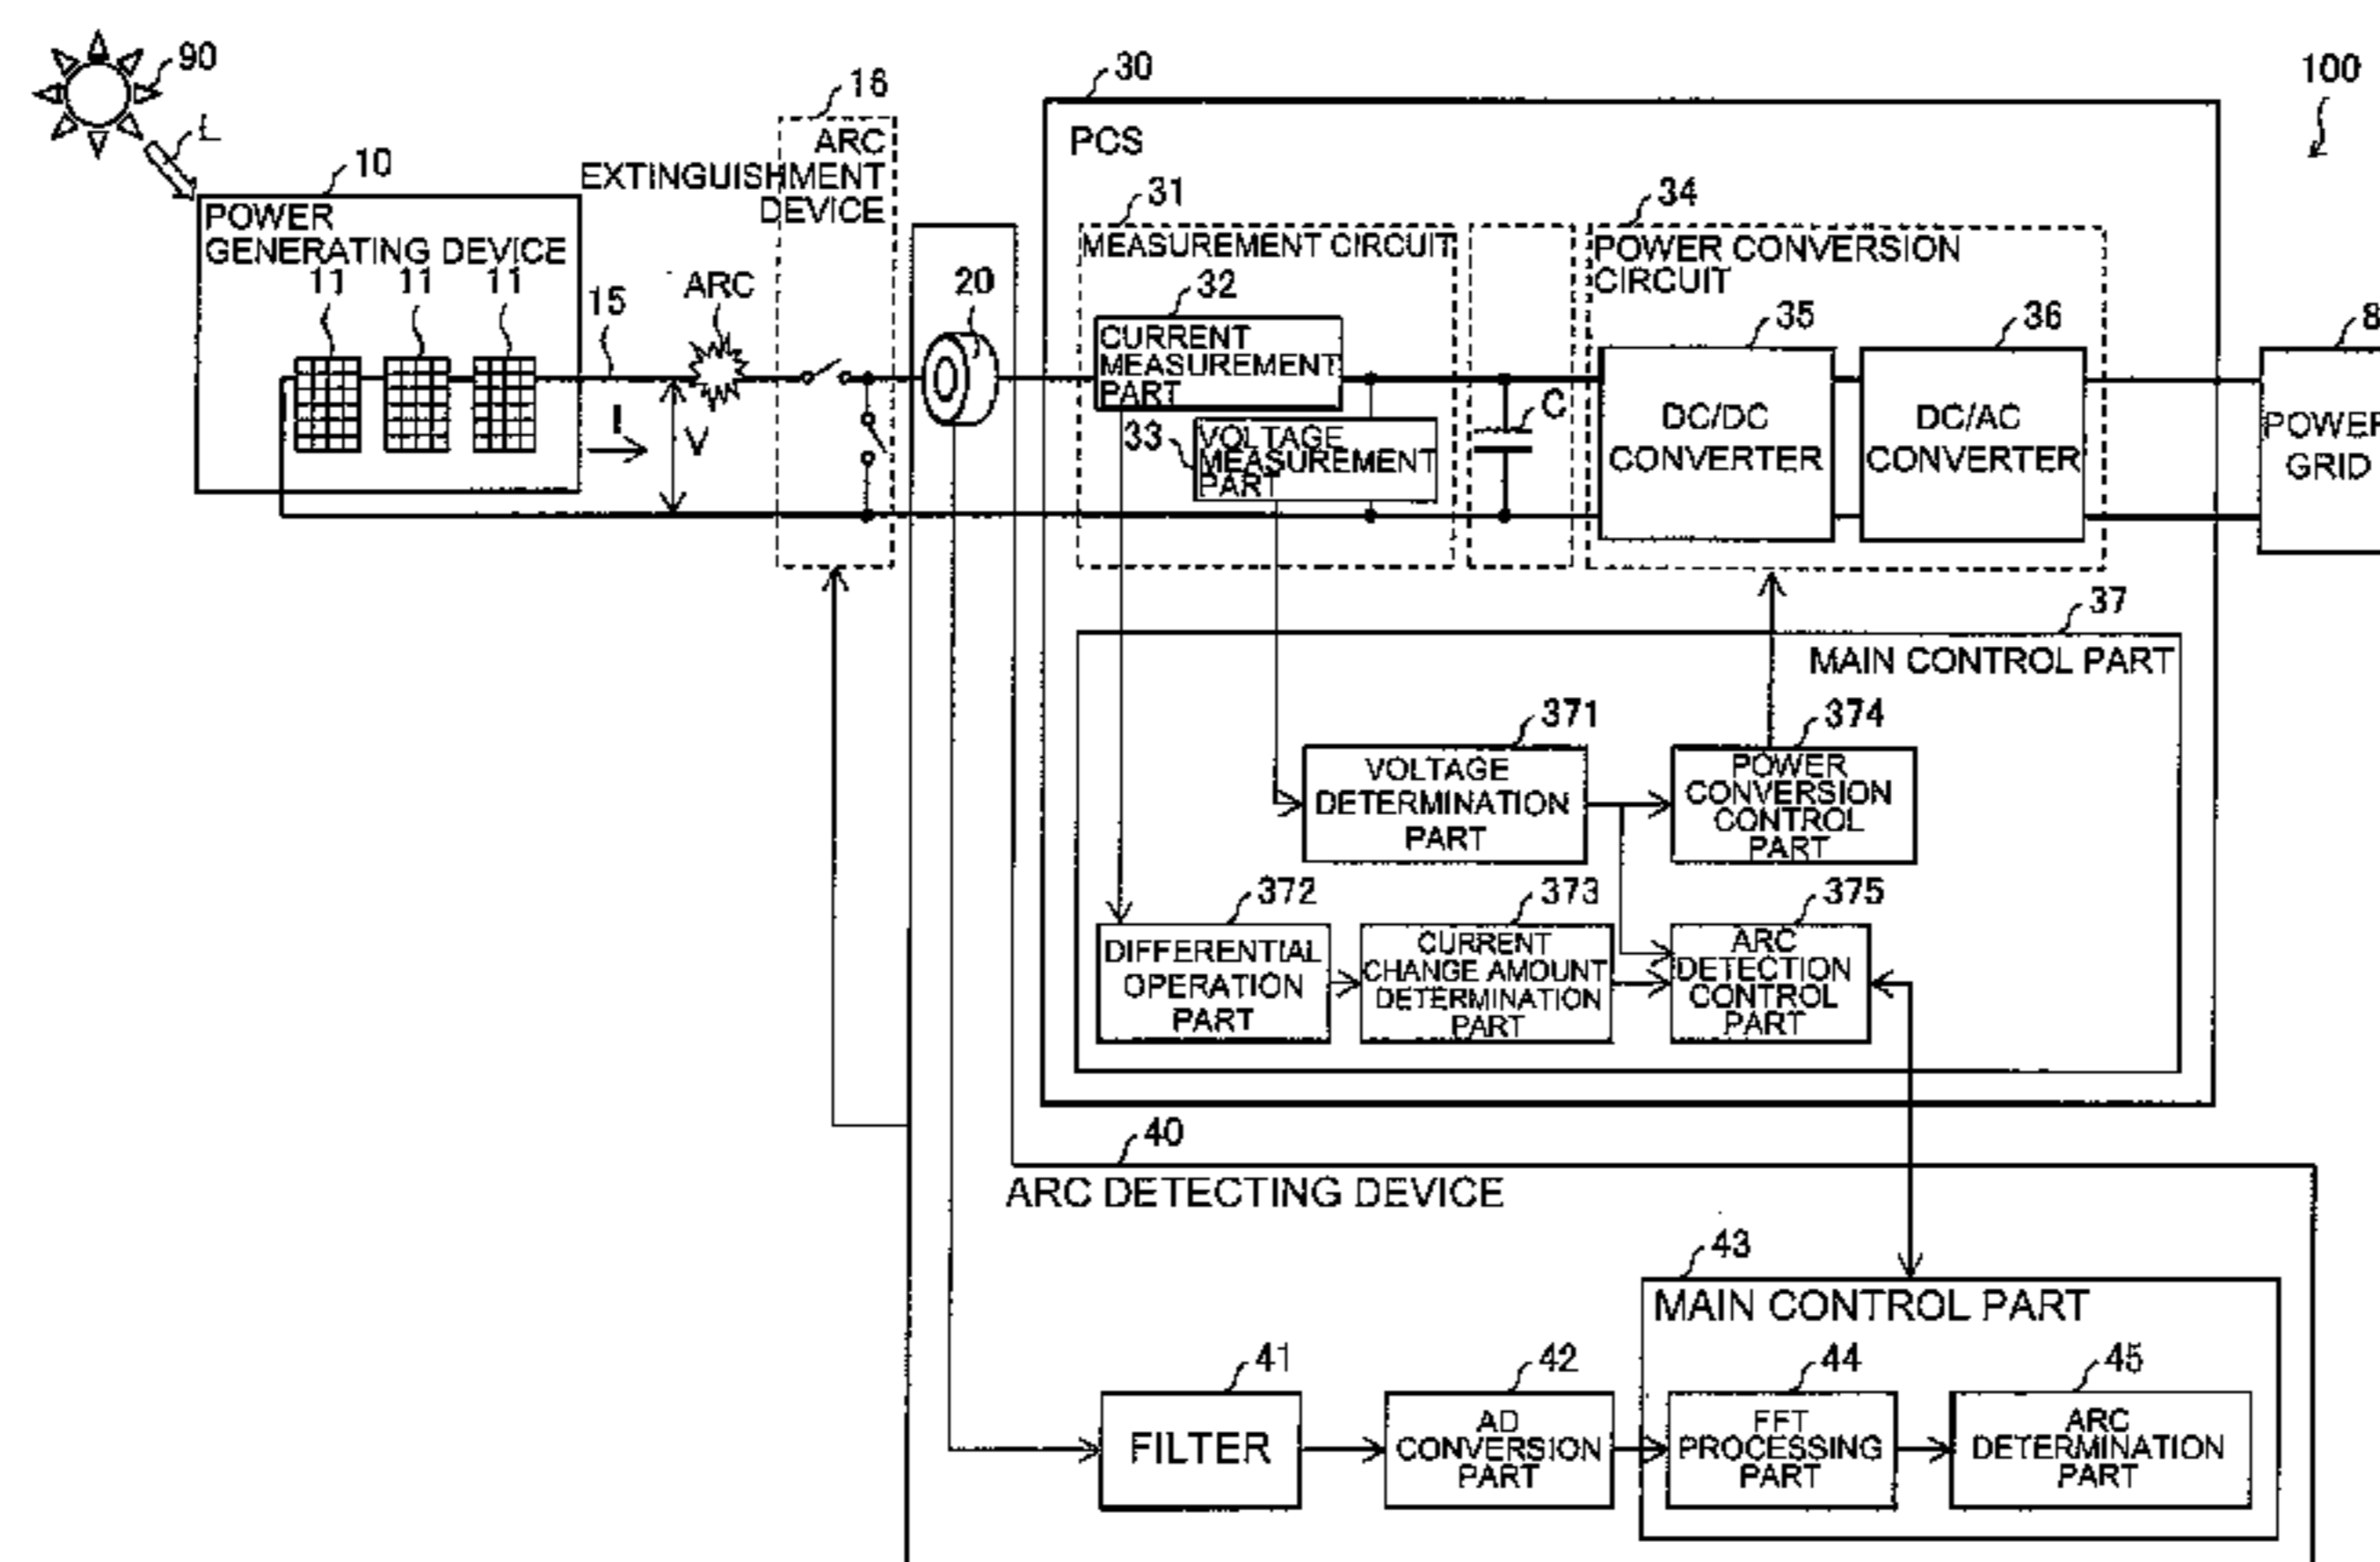 90
L
10
POWER
GENERATING DEVICE
11
11
11
15
I
V
ARC
16
ARC
EXTINGUISHMENT
DEVICE
20
30
PCS
100
31
MEASUREMENT CIRCUIT
32
CURRENT
MEASUREMENT
PART
33
VOLTAGE
MEASUREMENT
PART
C
34
POWER CONVERSION
CIRCUIT
35
DC/DC
CONVERTER
36
DC/AC
CONVERTER
8
POWER
GRID
37
MAIN CONTROL PART
371
VOLTAGE
DETERMINATION
PART
374
POWER
CONVERSION
CONTROL
PART
372
DIFFERENTIAL
OPERATION
PART
373
CURRENT
CHANGE AMOUNT
DETERMINATION
PART
375
ARC
DETECTION
CONTROL
PART
40
ARC DETECTING DEVICE
43
MAIN CONTROL PART
41
FILTER
42
AD
CONVERSION
PART
44
FFT
PROCESSING
PART
45
ARC
DETERMINATION
PART